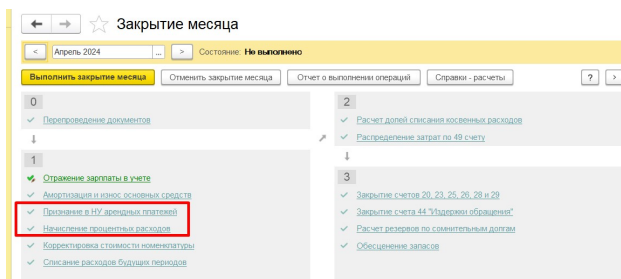 Закрытие месяца
< Апрель 2024 ... > Состояние: Не выполнено
Выполнить закрытие месяца Отменить закрытие месяца Отчет о выполнении операций Справки - расчеты ? >
0
Перепроведение документов
1
Отражение зарплаты в учете
Амортизация и износ основных средств
Признание в НУ арендных платежей
Начисление процентных расходов
Корректировка стоимости номенклатуры
Списание расходов будущих периодов
2
Расчет долей списания косвенных расходов
Распределение затрат по 49 счету
3
Закрытие счетов 20, 23, 25, 26, 28 и 29
Закрытие счета 44 "Издержки обращения"
Расчет резервов по сомнительным долгам
Обесценение запасов